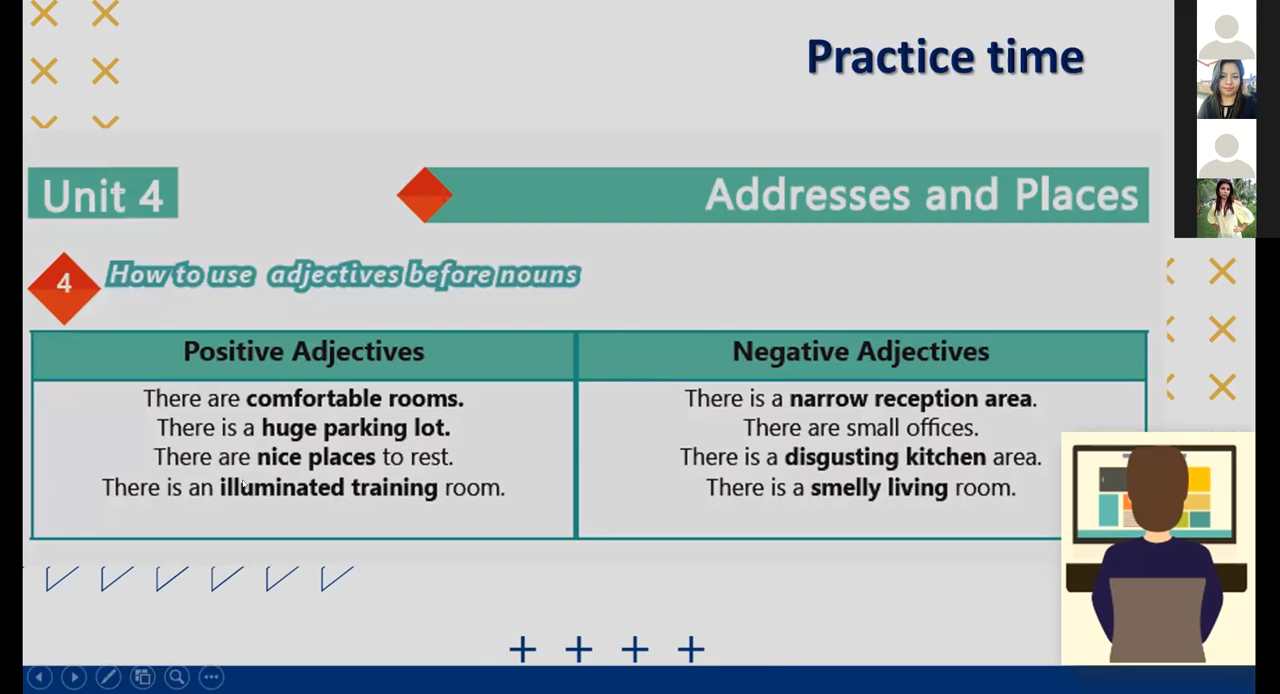 Practice time
Unit 4
Addresses and Places
4
How to use adjectives before nouns
Positive Adjectives
There are comfortable rooms.
There is a huge parking lot.
There are nice places to rest.
There is an illuminated training room.
Negative Adjectives
There is a narrow reception area.
There are small offices.
There is a disgusting kitchen area.
There is a smelly living room.